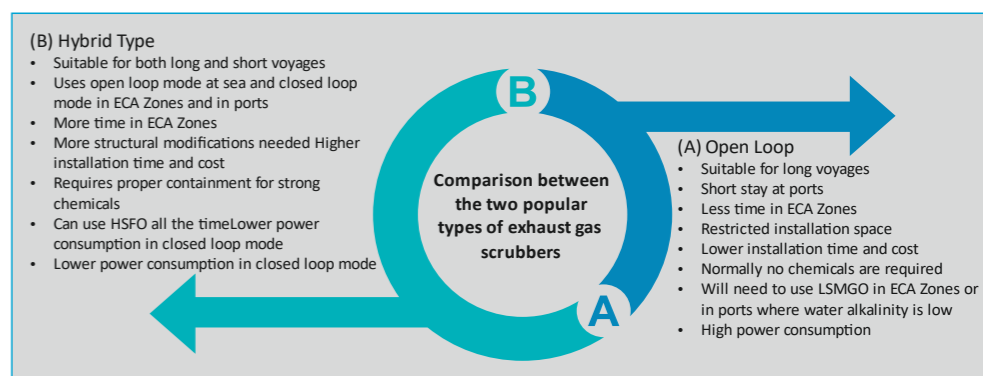 (B) Hybrid Type
• Suitable for both long and short voyages
• Uses open loop mode at sea and closed loop
mode in ECA Zones and in ports
• More time in ECA Zones
• More structural modifications needed Higher
installation time and cost
• Requires proper containment for strong
chemicals
• Can use HSFO all the timeLower power
consumption in closed loop mode
• Lower power consumption in closed loop mode
B
Comparison between
the two popular
types of exhaust gas
scrubbers
A
(A) Open Loop
• Suitable for long voyages
• Short stay at ports
• Less time in ECA Zones
• Restricted installation space
• Lower installation time and cost
• Normally no chemicals are required
• Will need to use LSMGO in ECA Zones or
in ports where water alkalinity is low
• High power consumption